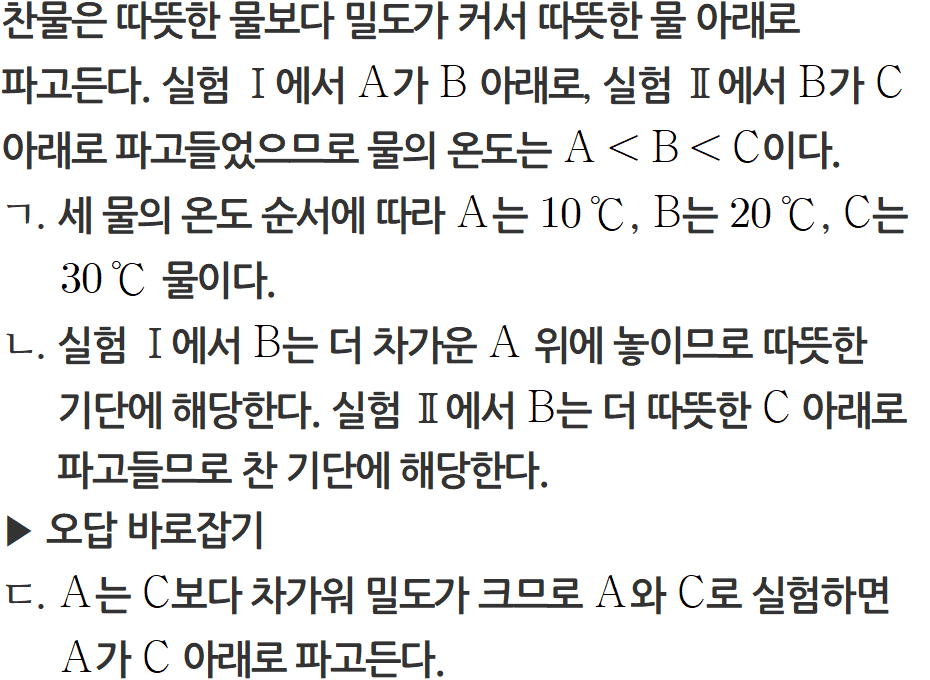 찬물은 따뜻한 물보다 밀도가 커서 따뜻한 물 아래로
파고든다. 실험 Ⅰ에서 A가 B 아래로, 실험 Ⅱ에서 B가 C
아래로 파고들었으므로 물의 온도는 A < B < C이다.
ㄱ. 세 물의 온도 순서에 따라 A는 10℃, B는 20℃, C는
30℃ 물이다.
ㄴ. 실험 Ⅰ에서 B는 더 차가운 A 위에 놓이므로 따뜻한
기단에 해당한다. 실험 Ⅱ에서 B는 더 따뜻한 C 아래로
파고들므로 찬 기단에 해당한다.
▶ 오답 바로잡기
ㄷ. A는 C보다 차가워 밀도가 크므로 A와 C로 실험하면
A가 C 아래로 파고든다.